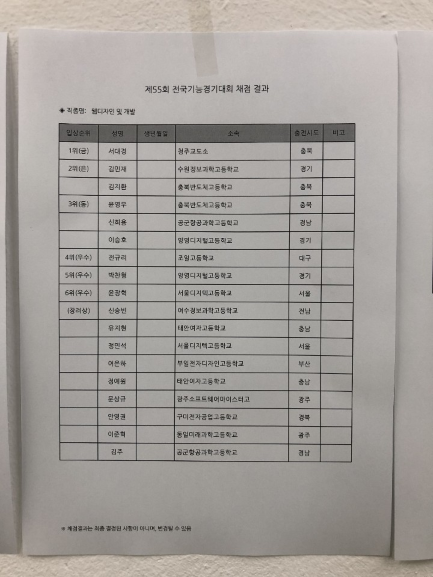 제55회 전국기능경기대회 채점 결과
◈ 직종명: 웹디자인 및 개발
입상순위 성명 생년월일 소속 출전시도 비고
1위(금) 서대경 청주교도소 충북
2위(은) 김민재 수원정보과학고등학교 경기
김지환 충북반도체고등학교 충북
3위(동) 윤영우 충북반도체고등학교 충북
신희용 공군항공과학고등학교 경남
이승호 양영디지털고등학교 경기
4위(우수) 전규리 조일고등학교 대구
5위(우수) 박찬형 양영디지털고등학교 경기
6위(우수) 윤광혁 서울디지텍고등학교 서울
(장려상) 신승빈 여수정보과학고등학교 전남
유지현 태안여자고등학교 충남
정민석 서울디지텍고등학교 서울
여은하 부일전자디자인고등학교 부산
장예원 태안여자고등학교 충남
문상규 광주소프트웨어마이스터고 광주
안영권 구미전자공업고등학교 경북
이준혁 동일미래과학고등학교 광주
김주 공군항공과학고등학교 경남
※ 채점결과는 최종 결정된 사항이 아니며, 변경될 수 있음